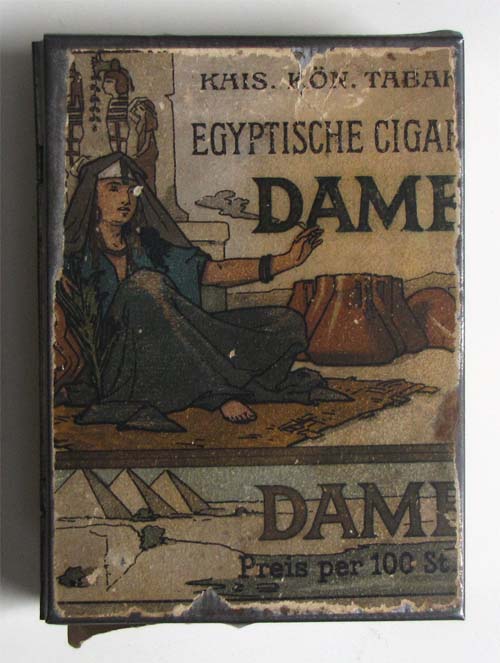 KAIS. KÖN. TABAK
EGYPTISCHE CIGAR
DAME
DAME
Preis per 100 St.